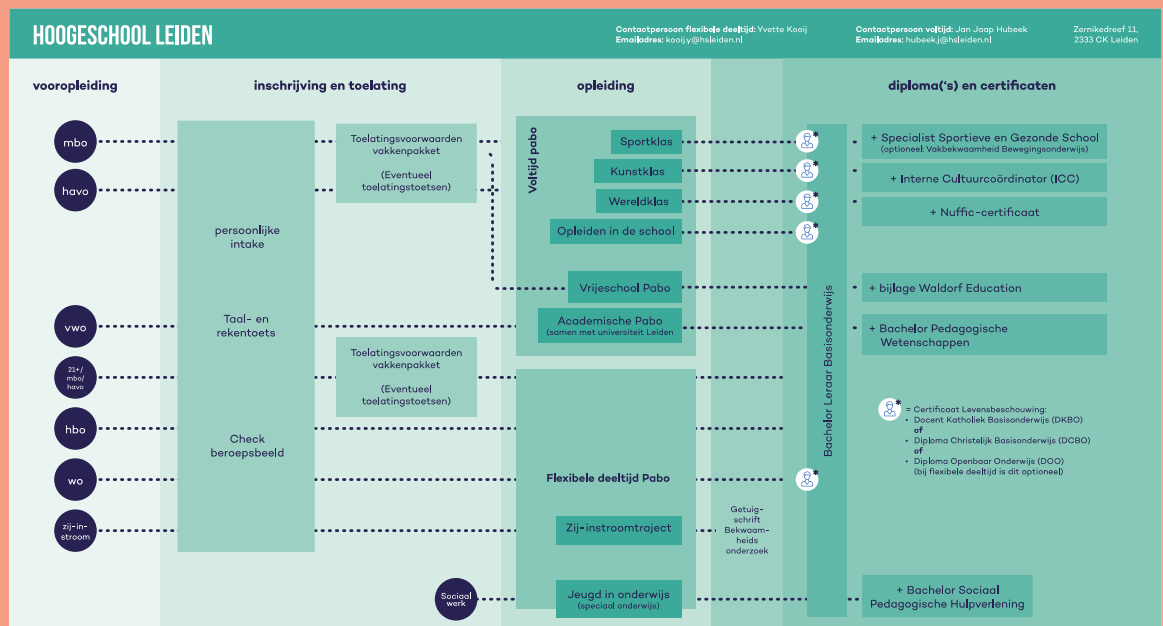 HOOGESCHOOL LEIDEN
Contactpersoon flexibele deeltijd: Yvette Kooij
Emailadres: kooij.y@hsleiden.nl
Contactpersoon voltijd: Jan Jaap Hubeek
Emailadres: hubeek.j@hsleiden.nl
Zernikedreef 11,
2333 CK Leiden
vooropleiding
inschrijving en toelating
opleiding
diploma('s) en certificaten
mbo
havo
vwo
21+/
mbo/
havo
hbo
wo
zij-in-
stroom
Sociaal
werk
persoonlijke
intake
Taal- en
rekentoets
Check
beroepsbeeld
Toelatingsvoorwaarden
vakkenpakket
(Eventueel
toelatingstoetsen)
Toelatingsvoorwaarden
vakkenpakket
(Eventueel
toelatingstoetsen)
Voltijd pabo
Sportklas
Kunstklas
Wereldklas
Opleiden in de school
Vrijeschool Pabo
Academische Pabo
(samen met universiteit Leiden
Flexibele deeltijd Pabo
Zij-instroomtraject
Jeugd in onderwijs
(speciaal onderwijs)
Getuig-
schrift
Bekwaam-
heids
onderzoek
Bachelor Leraar Basisonderwijs
*
*
*
*
*
+ Specialist Sportieve en Gezonde School
(optioneel: Vakbekwaamheid Bewegingsonderwijs)
+ Interne Cultuurcoördinator (ICC)
+ Nuffic-certificaat
+ bijlage Waldorf Education
+ Bachelor Pedagogische
Wetenschappen
* = Certificaat Levensbeschouwing:
• Docent Katholiek Basisonderwijs (DKBO)
of
• Diploma Christelijk Basisonderwijs (DCBO)
of
• Diploma Openbaar Onderwijs (DOO)
(bij flexibele deeltijd is dit optioneel)
+ Bachelor Sociaal
Pedagogische Hulpverlening